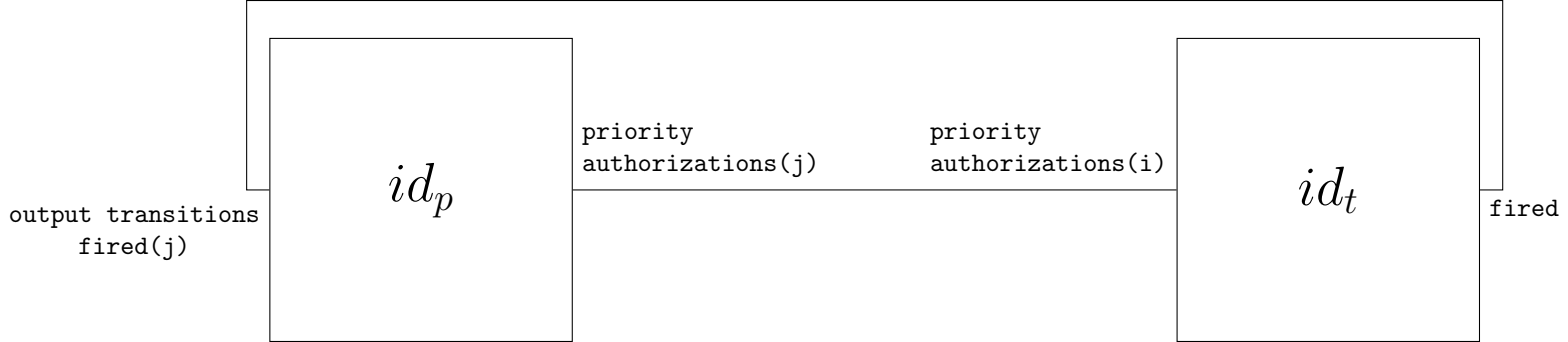 priority
authorizations(j)
priority
authorizations(i)
id_p
id_t
output transitions
fired(j)
fired